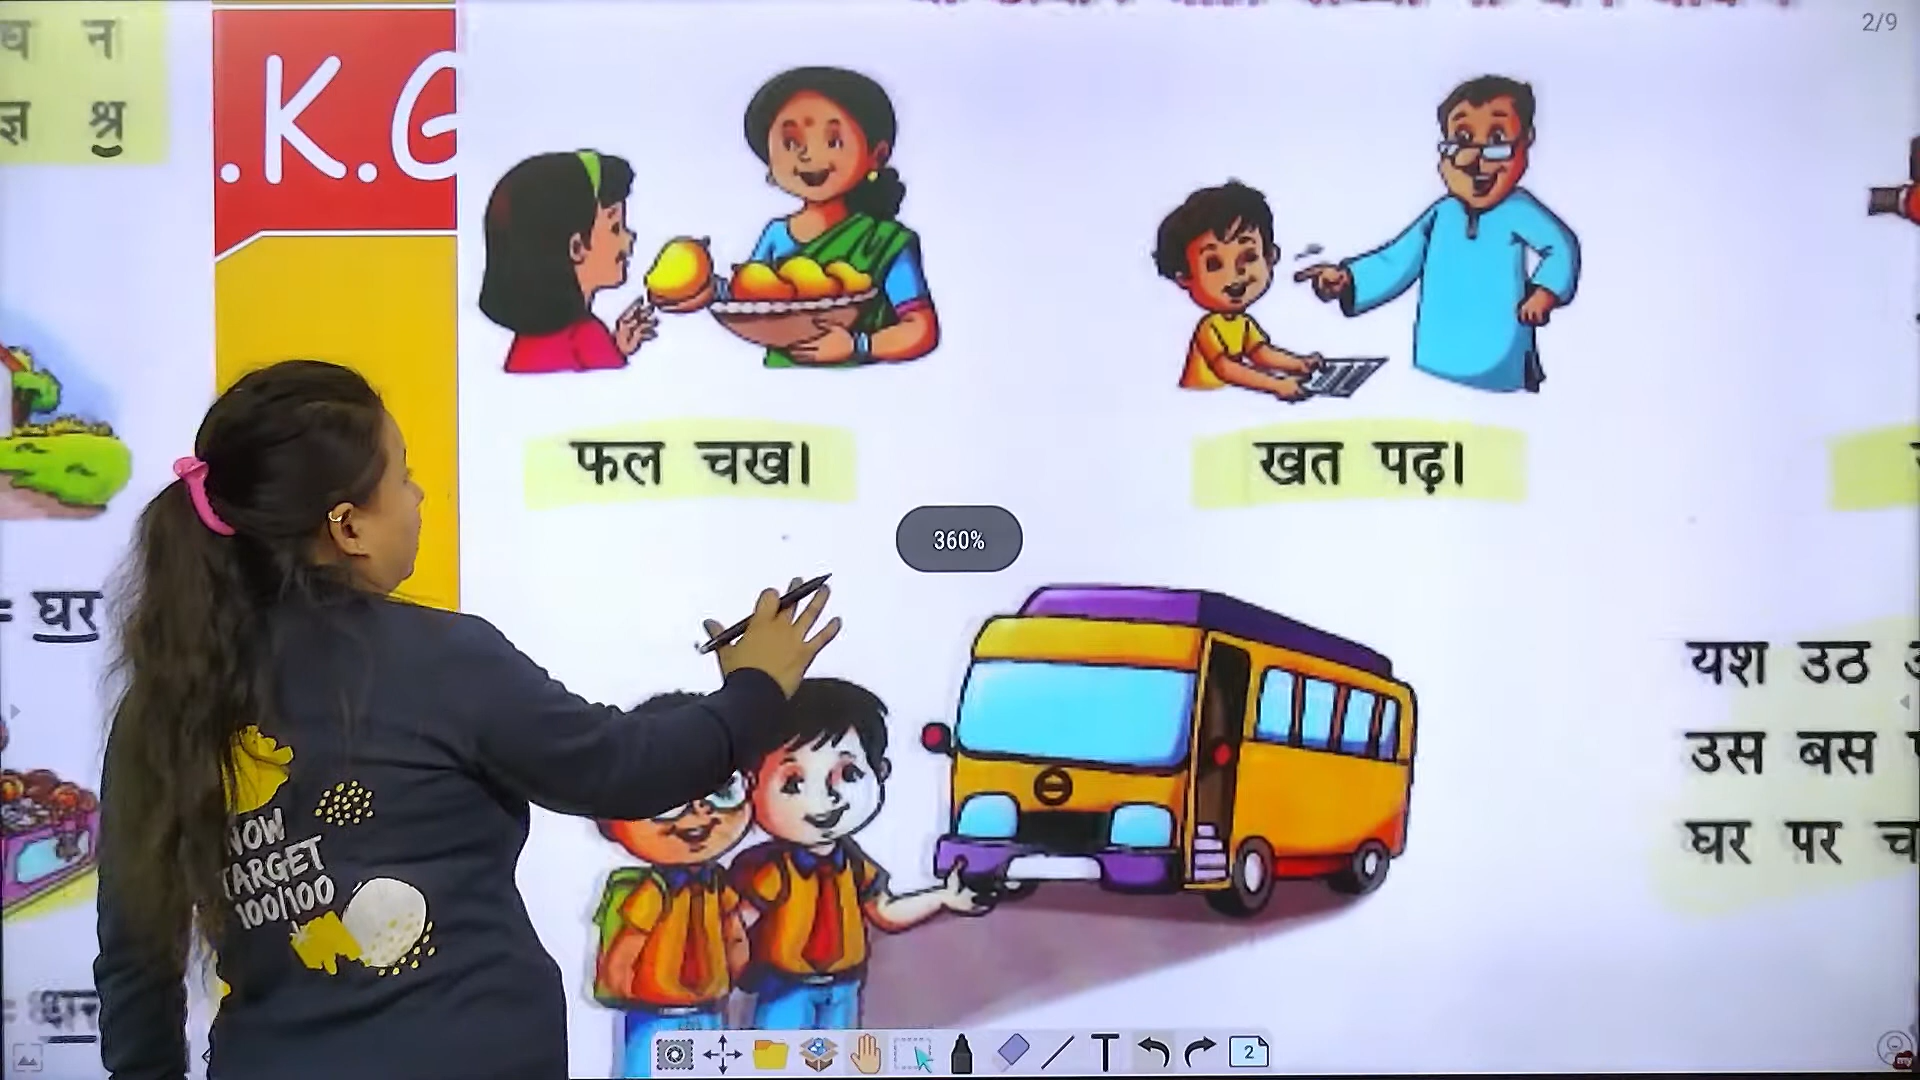 2/9
घ न
ज्ञ श्र
.K.G
फल चख।
खत पढ़।
360%
= घर
यश उठ
उस बस
घर पर
NOW
TARGET
100/100
T
2